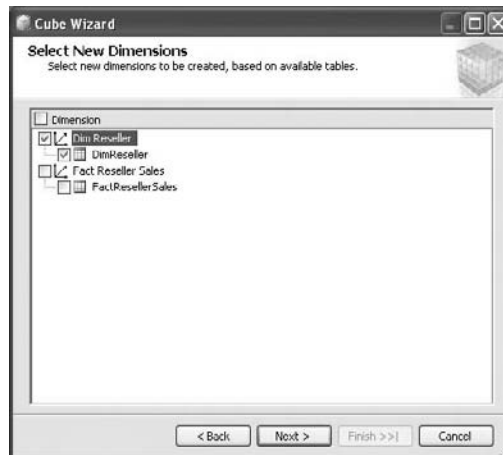 Cube Wizard
Select New Dimensions
Select new dimensions to be created, based on available tables.
Dimension
Dim Reseller
DimReseller
Fact Reseller Sales
FactResellerSales
< Back
Next >
Finish >>|
Cancel